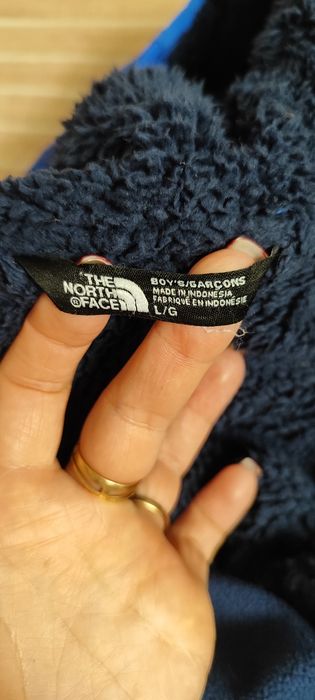 THE
NORTH
FACE
®
BOY'S/GARÇONS
MADE IN INDONESIA
FABRIQUÉ EN INDONÉSIE
L/G